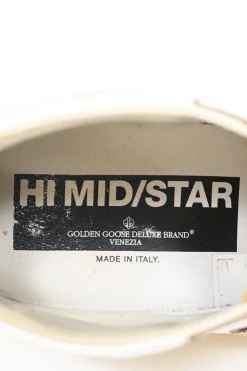 HI MID/STAR
GOLDEN GOOSE DELUXE BRAND®
VENEZIA
MADE IN ITALY.